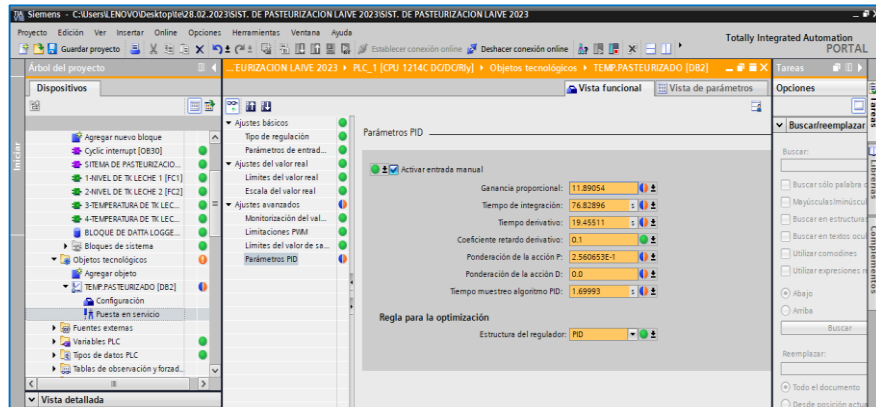 Siemens - C:\Users\LENOVO\Desktop\te\28.02.2023\SIST. DE PASTEURIZACION LAIVE 2023\SIST. DE PASTEURIZACION LAIVE 2023
Proyecto Edición Ver Insertar Online Opciones Herramientas Ventana Ayuda
Totally Integrated Automation
PORTAL
Guardar proyecto
Establecer conexión online
Deshacer conexión online
Árbol del proyecto
...EURIZACION LAIVE 2023 ▸ PLC_1 [CPU 1214C DC/DC/Rly] ▸ Objetos tecnológicos ▸ TEMP.PASTEURIZADO [DB2]
Tareas
Dispositivos
Vista funcional
Vista de parámetros
Opciones
Iniciar
Agregar nuevo bloque
Cyclic interrupt [OB30]
SITEMA DE PASTEURIZACIO...
1-NIVEL DE TK LECHE 1 [FC1]
2-NIVEL DE TK LECHE 2 [FC2]
3-TEMPERATURA DE TK LEC...
4-TEMPERATURA DE TK LEC...
BLOQUE DE DATTA LOGGE...
Bloques de sistema
Objetos tecnológicos
Agregar objeto
TEMP.PASTEURIZADO [DB2]
Configuración
Puesta en servicio
Fuentes externas
Variables PLC
Tipos de datos PLC
Tablas de observación y forzad...
Vista detallada
Ajustes básicos
Tipo de regulación
Parámetros de entrad...
Ajustes del valor real
Límites del valor real
Escala del valor real
Ajustes avanzados
Monitorización del val...
Limitaciones PWM
Límites del valor de sa...
Parámetros PID
Parámetros PID
Activar entrada manual
Ganancia proporcional: 11.89054
Tiempo de integración: 76.82896 s
Tiempo derivativo: 19.45511 s
Coeficiente retardo derivativo: 0.1
Ponderación de la acción P: 2.560653E-1
Ponderación de la acción D: 0.0
Tiempo muestreo algoritmo PID: 1.69993 s
Regla para la optimización
Estructura del regulador: PID
Buscar/reemplazar
Buscar:
Buscar sólo palabra c
Mayúsculas/minúscul
Buscar en estructuras
Buscar en textos ocul
Utilizar comodines
Utilizar expresiones r
Abajo
Arriba
Buscar
Reemplazar:
Todo el documento
Desde posición actua
Tareas
Librerías
Complementos